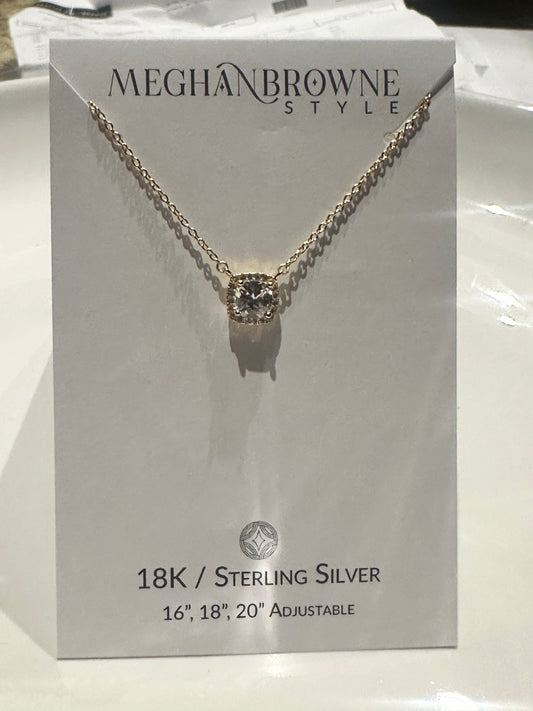 MEGHANBROWNE
STYLE
18K / STERLING SILVER
16”, 18”, 20” ADJUSTABLE